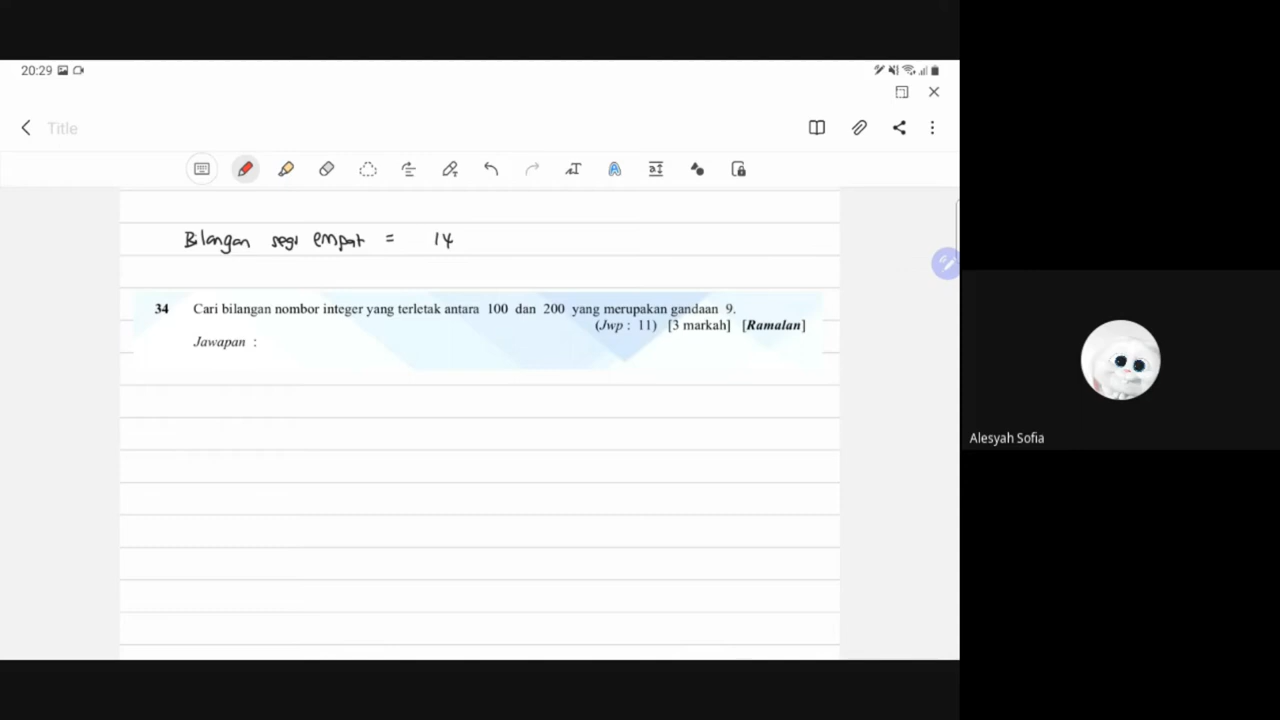 20:29
Title
Bilangan segi empat = 14
34 Cari bilangan nombor integer yang terletak antara 100 dan 200 yang merupakan gandaan 9.
(Jwp : 11) [3 markah] [Ramalan]
Jawapan :
Alesyah Sofia